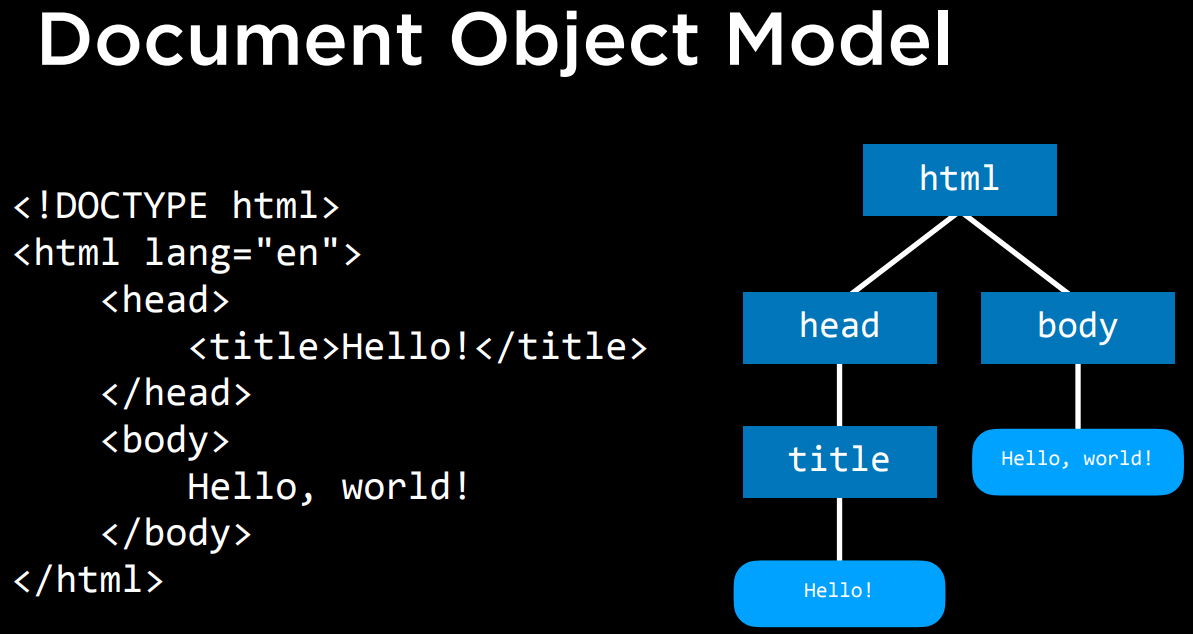 Document Object Model
<!DOCTYPE html>
<html lang="en">
    <head>
        <title>Hello!</title>
    </head>
    <body>
        Hello, world!
    </body>
</html>
html
head
body
title
Hello, world!
Hello!